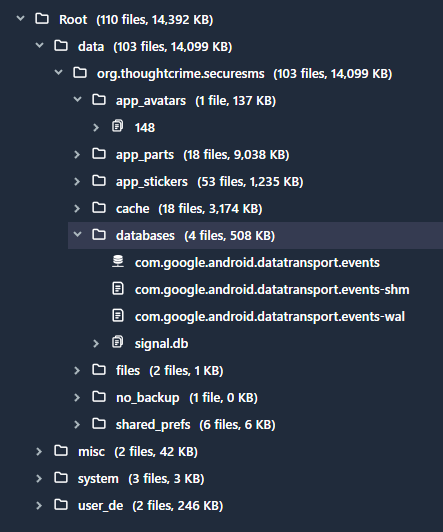 Root (110 files, 14,392 KB)
data (103 files, 14,099 KB)
org.thoughtcrime.securesms (103 files, 14,099 KB)
app_avatars (1 file, 137 KB)
148
app_parts (18 files, 9,038 KB)
app_stickers (53 files, 1,235 KB)
cache (18 files, 3,174 KB)
databases (4 files, 508 KB)
com.google.android.datatransport.events
com.google.android.datatransport.events-shm
com.google.android.datatransport.events-wal
signal.db
files (2 files, 1 KB)
no_backup (1 file, 0 KB)
shared_prefs (6 files, 6 KB)
misc (2 files, 42 KB)
system (3 files, 3 KB)
user_de (2 files, 246 KB)